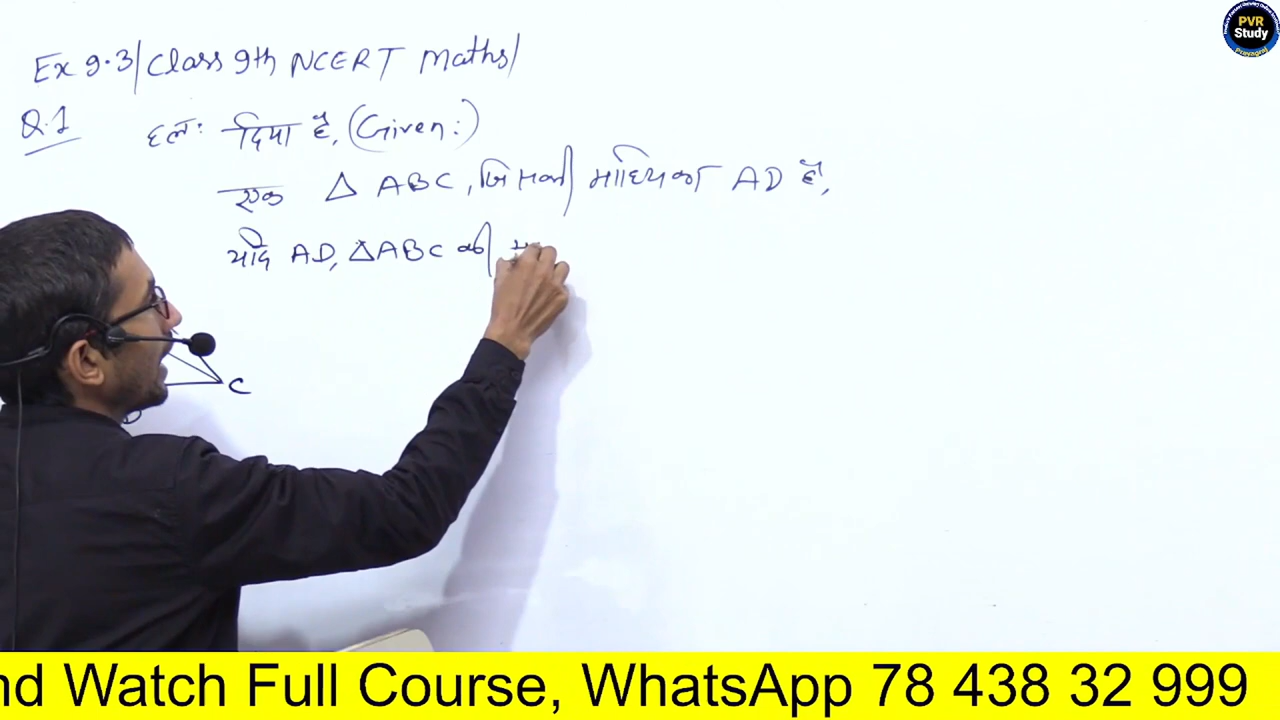 Ex 9.3/Class 9th NCERT Maths/
Q.1 हल: दिया है, (Given:)
एक △ ABC, जिसकी माध्यिका AD है,
यदि AD, △ABC की
C
PVR
Study
Prayagraj
nd Watch Full Course, WhatsApp 78 438 32 999